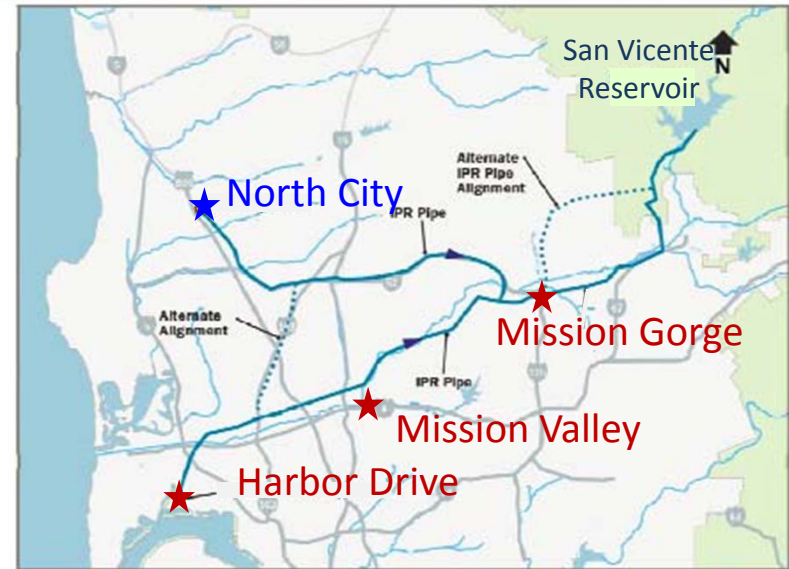 San Vicente
Reservoir
N
North City
Alternate
IPR Pipe
Alignment
IPR Pipe
Alternate
Alignment
Mission Gorge
IPR Pipe
Mission Valley
Harbor Drive